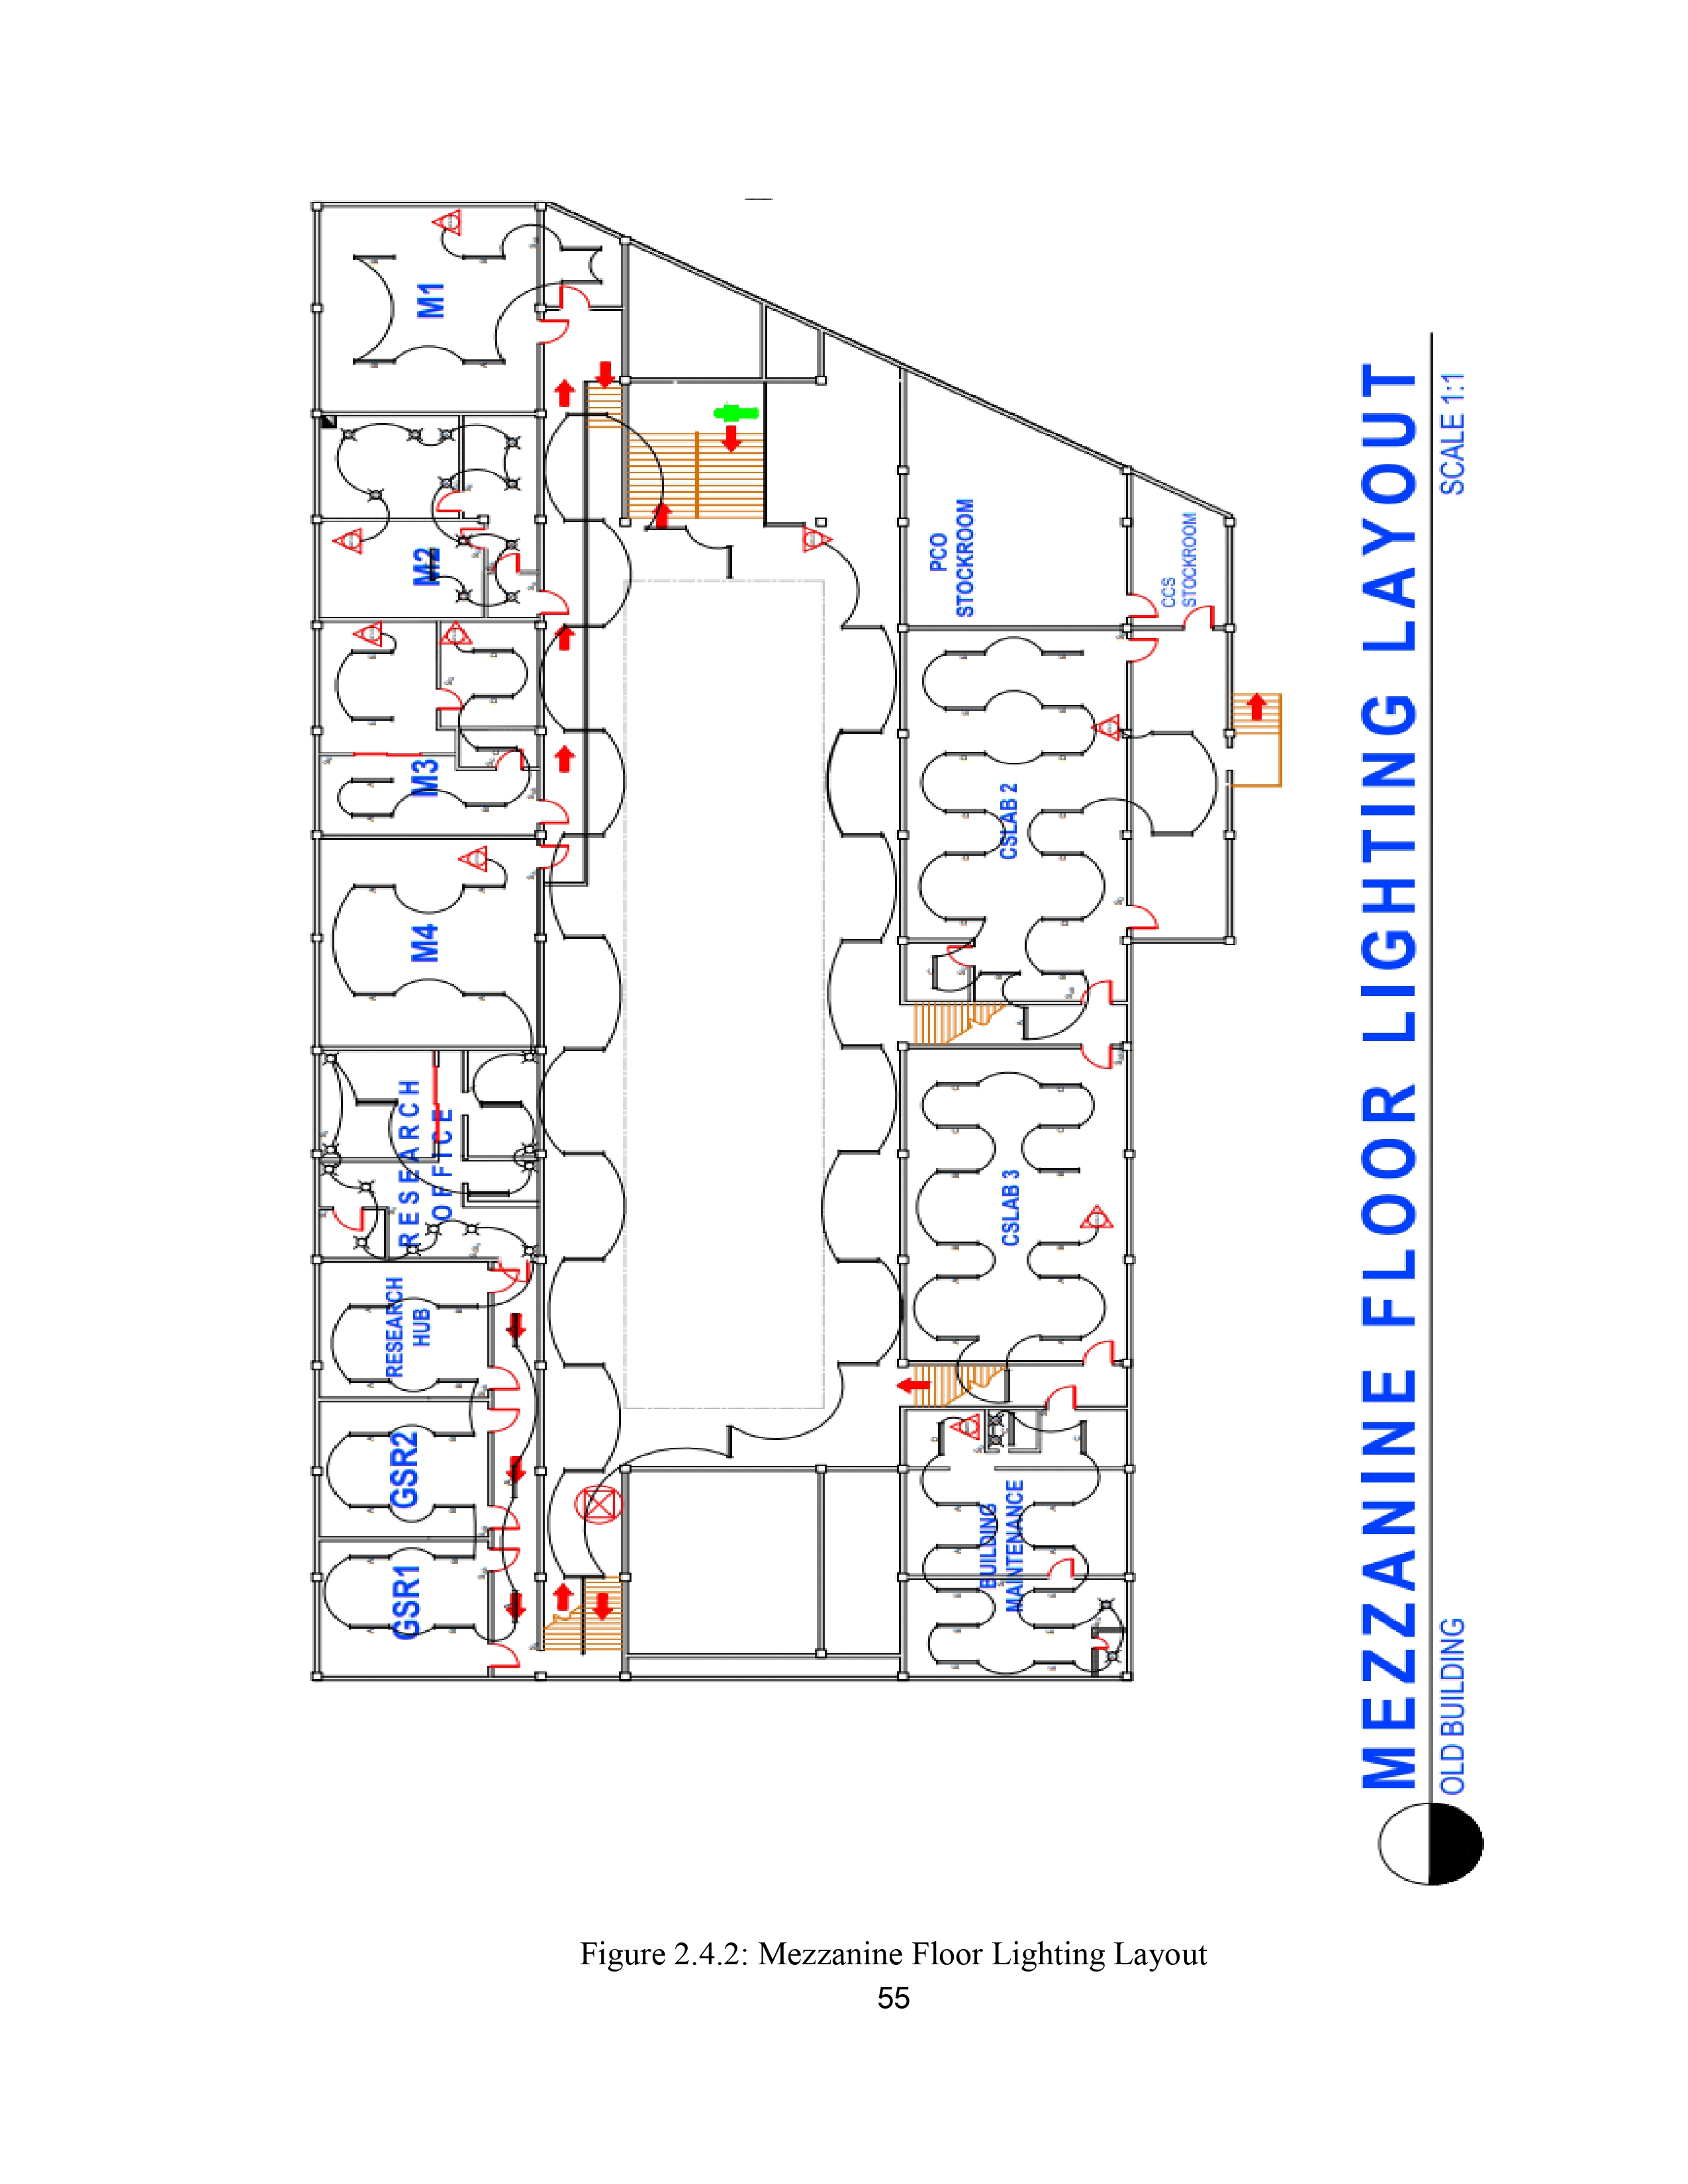 M1
M2
M3
M4
RESEARCH
OFFICE
RESEARCH
HUB
GSR2
GSR1
PCO
STOCKROOM
CCS
STOCKROOM
CSLAB 2
CSLAB 3
BUILDING
MAINTENANCE
MEZZANINE FLOOR LIGHTING LAYOUT
OLD BUILDING
SCALE 1:1
Figure 2.4.2: Mezzanine Floor Lighting Layout
55